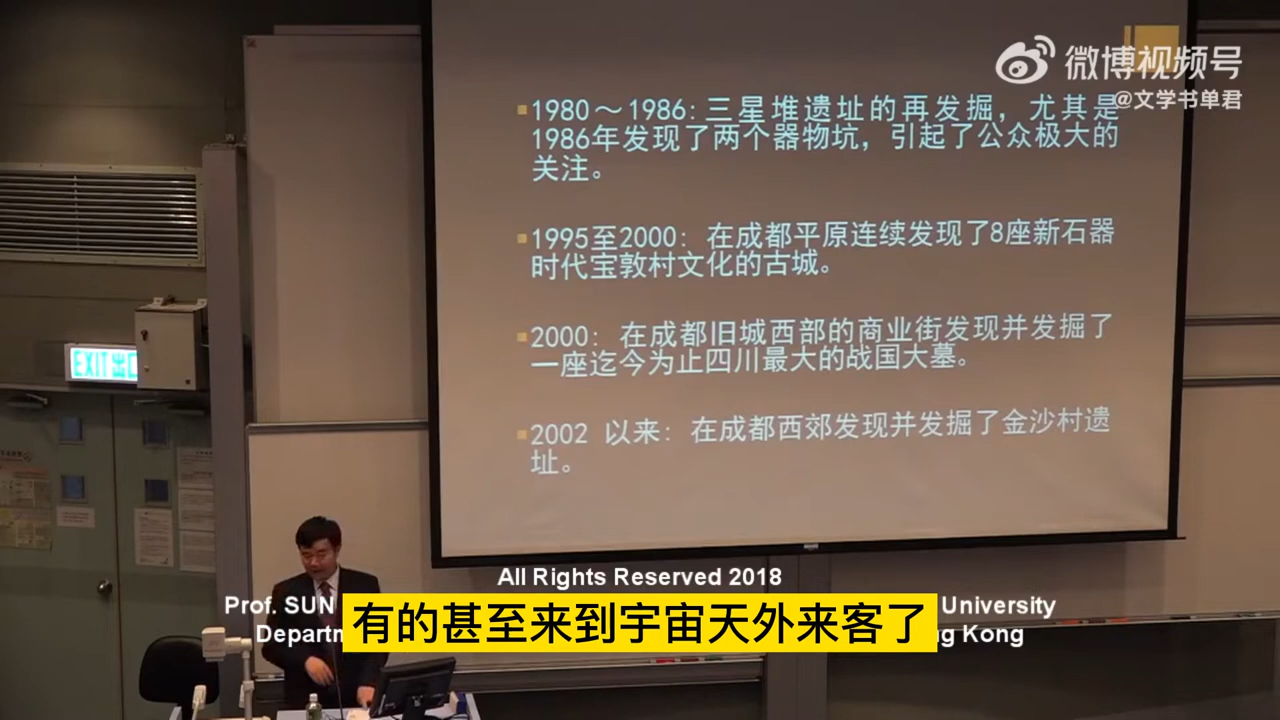 微博视频号
@文学书单君
1980～1986: 三星堆遗址的再发掘，尤其是
1986年发现了两个器物坑，引起了公众极大的
关注。
1995至2000：在成都平原连续发现了8座新石器
时代宝敦村文化的古城。
2000：在成都旧城西部的商业街发现并发掘了
一座迄今为止四川最大的战国大墓。
2002 以来：在成都西郊发现并发掘了金沙村遗
址。
EXIT 出口
All Rights Reserved 2018
Prof. SUN
University
有的甚至来到宇宙天外来客了